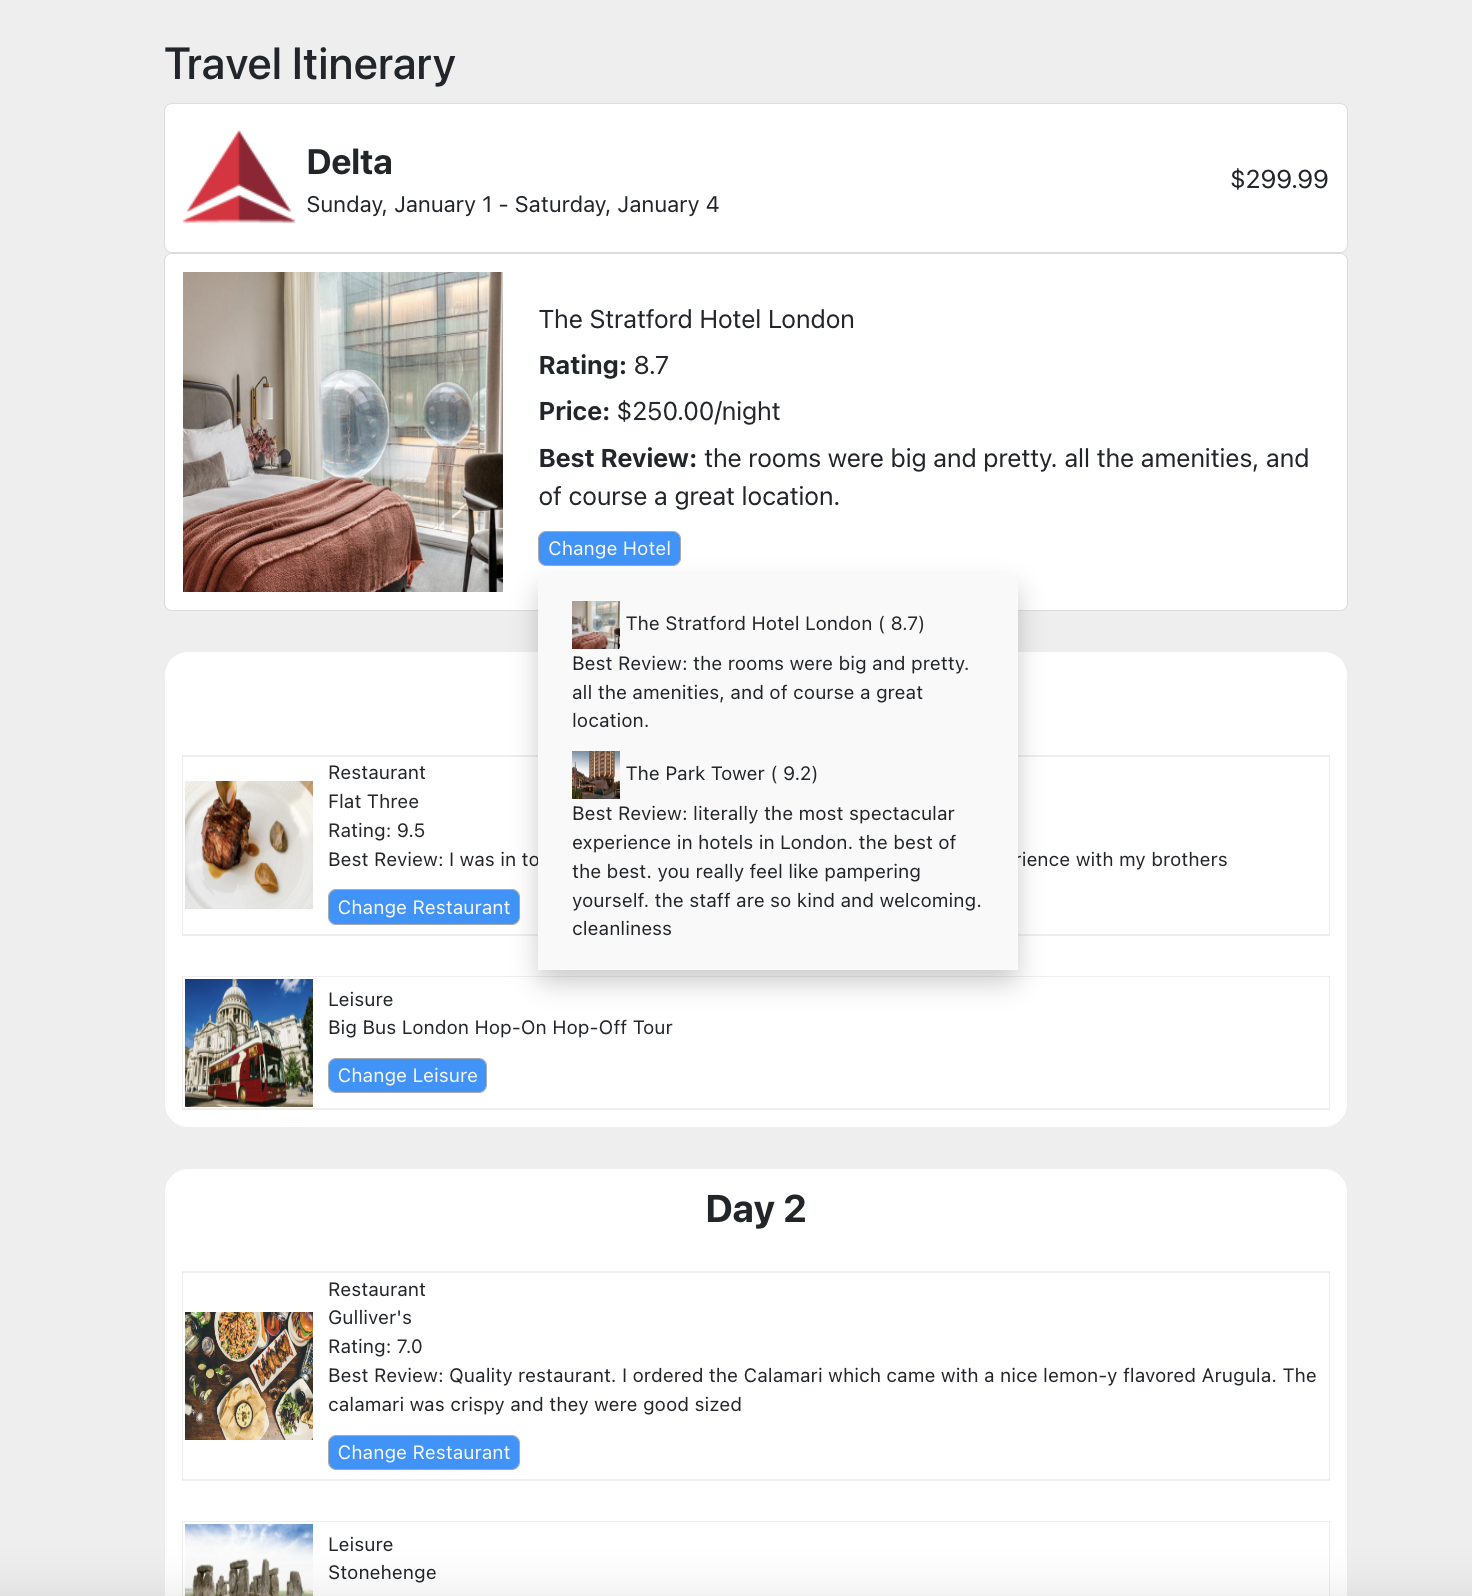 Travel Itinerary
Delta
Sunday, January 1 - Saturday, January 4
$299.99
The Stratford Hotel London
Rating: 8.7
Price: $250.00/night
Best Review: the rooms were big and pretty. all the amenities, and
of course a great location.
Change Hotel
The Stratford Hotel London ( 8.7)
Best Review: the rooms were big and pretty.
all the amenities, and of course a great
location.
The Park Tower ( 9.2)
Best Review: literally the most spectacular
experience in hotels in London. the best of
the best. you really feel like pampering
yourself. the staff are so kind and welcoming.
cleanliness
Restaurant
Flat Three
Rating: 9.5
Best Review: I was in to
with my brothers
Change Restaurant
Leisure
Big Bus London Hop-On Hop-Off Tour
Change Leisure
Day 2
Restaurant
Gulliver's
Rating: 7.0
Best Review: Quality restaurant. I ordered the Calamari which came with a nice lemon-y flavored Arugula. The
calamari was crispy and they were good sized
Change Restaurant
Leisure
Stonehenge